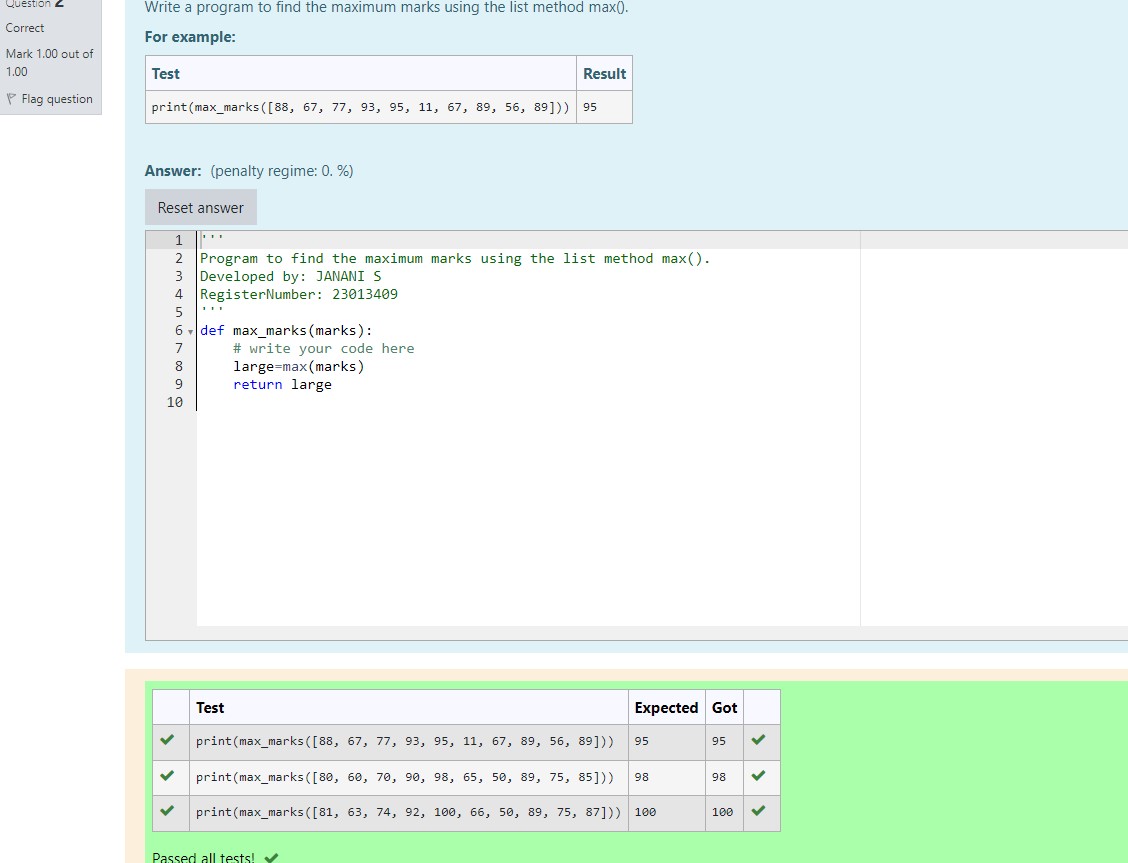 Question 2
Correct
Mark 1.00 out of
1.00
Flag question
Write a program to find the maximum marks using the list method max().
For example:
Test Result
print(max_marks([88, 67, 77, 93, 95, 11, 67, 89, 56, 89])) 95
Answer: (penalty regime: 0. %)
Reset answer
1 '''
2 Program to find the maximum marks using the list method max().
3 Developed by: JANANI S
4 RegisterNumber: 23013409
5 '''
6 def max_marks(marks):
7     # write your code here
8     large=max(marks)
9     return large
10
Test Expected Got
print(max_marks([88, 67, 77, 93, 95, 11, 67, 89, 56, 89])) 95 95
print(max_marks([80, 60, 70, 90, 98, 65, 50, 89, 75, 85])) 98 98
print(max_marks([81, 63, 74, 92, 100, 66, 50, 89, 75, 87])) 100 100
Passed all tests!